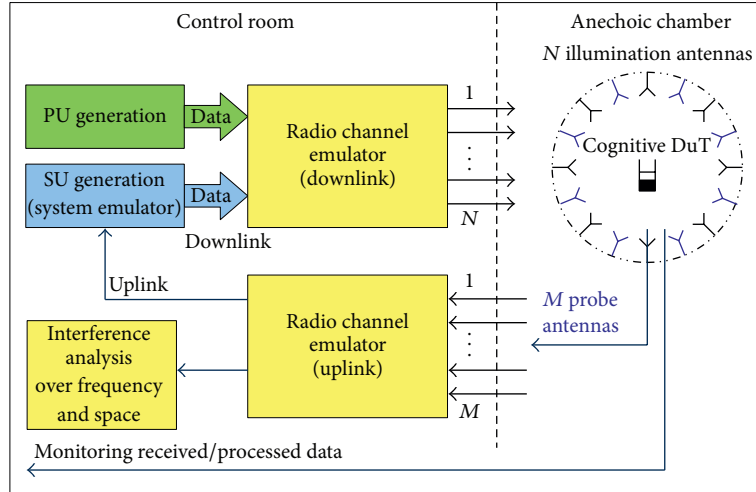 Control room
Anechoic chamber
N illumination antennas
PU generation
Data
Radio channel
emulator
(downlink)
1
⋮
N
Cognitive DuT
SU generation
(system emulator)
Data
Downlink
Uplink
Radio channel
emulator
(uplink)
1
⋮
M
M probe
antennas
Interference
analysis
over frequency
and space
Monitoring received/processed data